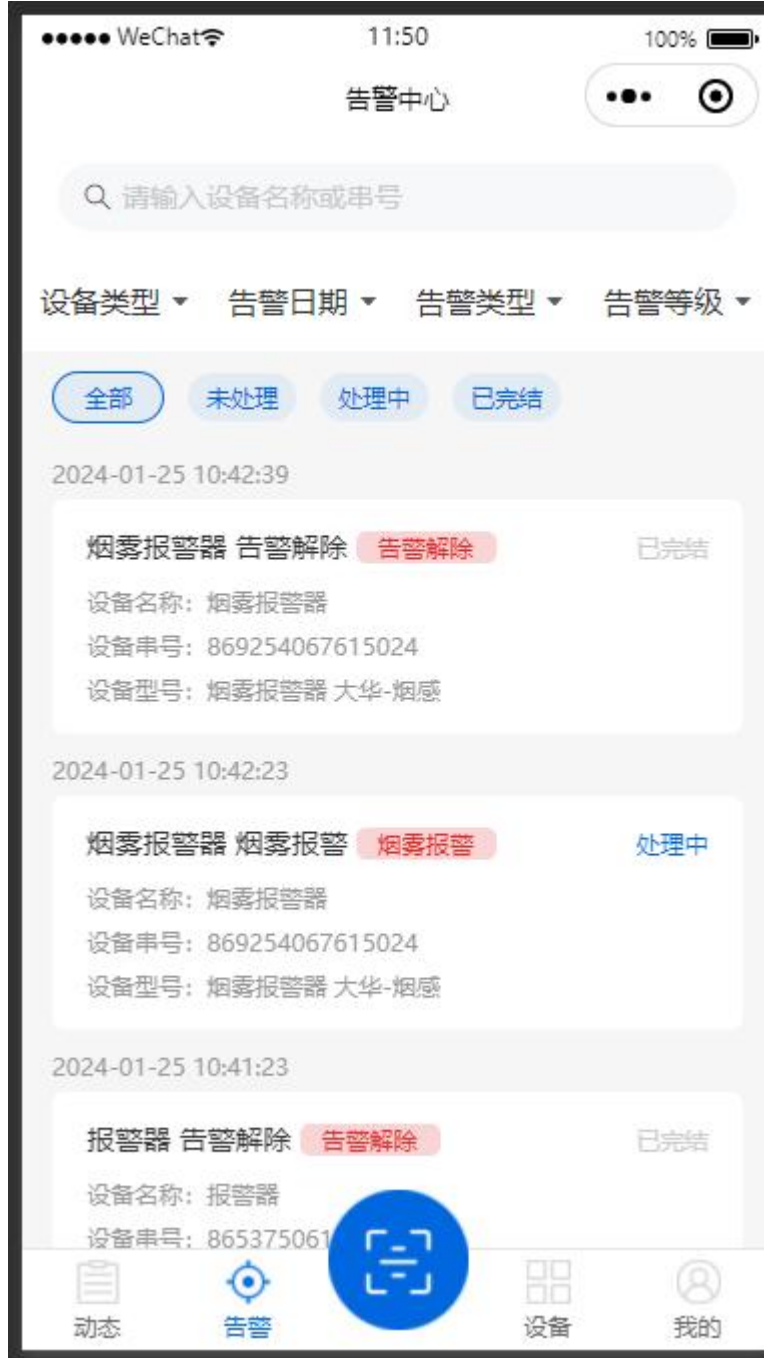 WeChat 11:50 100%
告警中心
请输入设备名称或串号
设备类型 告警日期 告警类型 告警等级
全部 未处理 处理中 已完结
2024-01-25 10:42:39
烟雾报警器 告警解除 告警解除 已完结
设备名称：烟雾报警器
设备串号：869254067615024
设备型号：烟雾报警器 大华-烟感
2024-01-25 10:42:23
烟雾报警器 烟雾报警 烟雾报警 处理中
设备名称：烟雾报警器
设备串号：869254067615024
设备型号：烟雾报警器 大华-烟感
2024-01-25 10:41:23
报警器 告警解除 告警解除 已完结
设备名称：报警器
设备串号：865375061
动态 告警 设备 我的